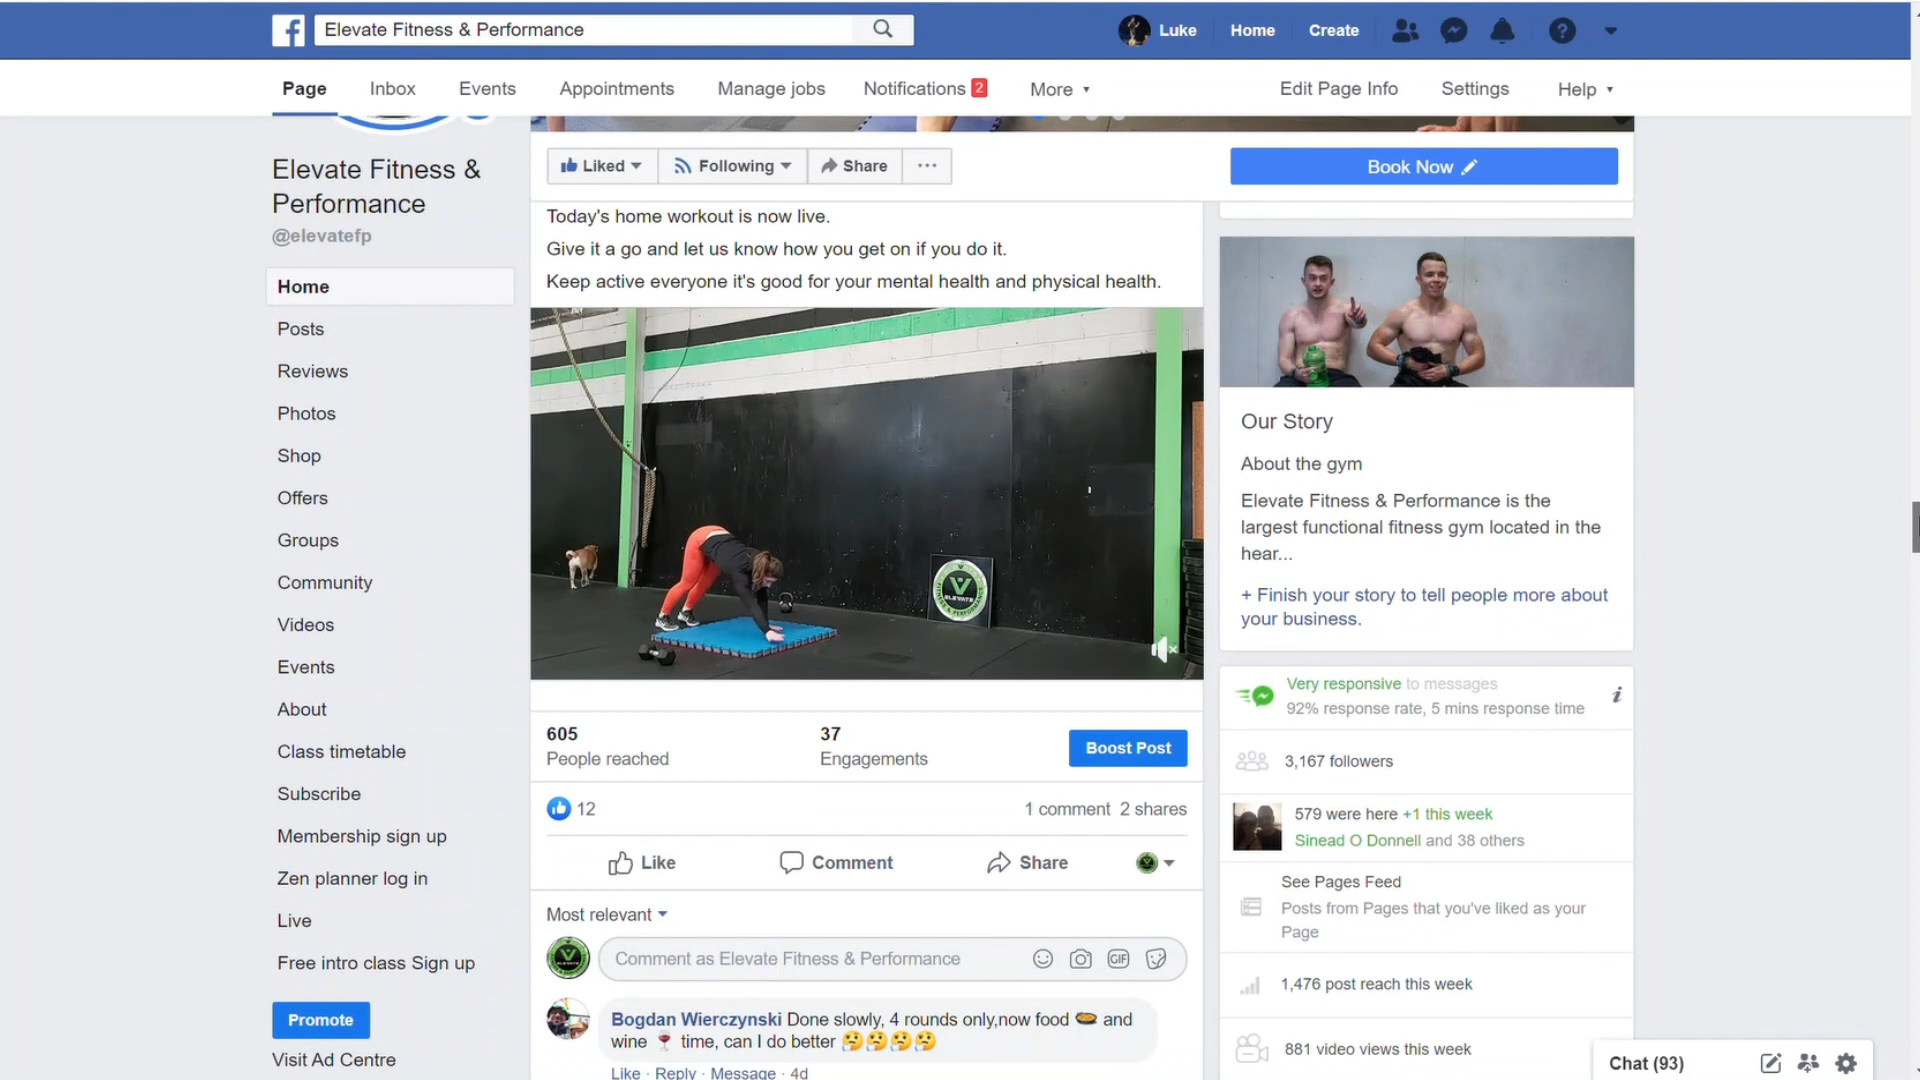 Elevate Fitness & Performance
Luke
Home
Create
Page
Inbox
Events
Appointments
Manage jobs
Notifications 2
More
Edit Page Info
Settings
Help
Elevate Fitness &
Performance
@elevatefp
Home
Posts
Reviews
Photos
Shop
Offers
Groups
Community
Videos
Events
About
Class timetable
Subscribe
Membership sign up
Zen planner log in
Live
Free intro class Sign up
Promote
Visit Ad Centre
Liked
Following
Share
Book Now
Today's home workout is now live.
Give it a go and let us know how you get on if you do it.
Keep active everyone it's good for your mental health and physical health.
ELEVATE
FITNESS & PERFORMANCE
605
People reached
37
Engagements
Boost Post
12
1 comment 2 shares
Like
Comment
Share
Most relevant
Comment as Elevate Fitness & Performance
GIF
Bogdan Wierczynski Done slowly, 4 rounds only,now food 🥘 and
wine 🍷 time, can I do better 🤔🤔🤔🤔
Like · Reply · Message · 4d
Our Story
About the gym
Elevate Fitness & Performance is the
largest functional fitness gym located in the
hear...
+ Finish your story to tell people more about
your business.
Very responsive to messages
92% response rate, 5 mins response time
3,167 followers
579 were here +1 this week
Sinead O Donnell and 38 others
See Pages Feed
Posts from Pages that you've liked as your
Page
1,476 post reach this week
881 video views this week
Chat (93)